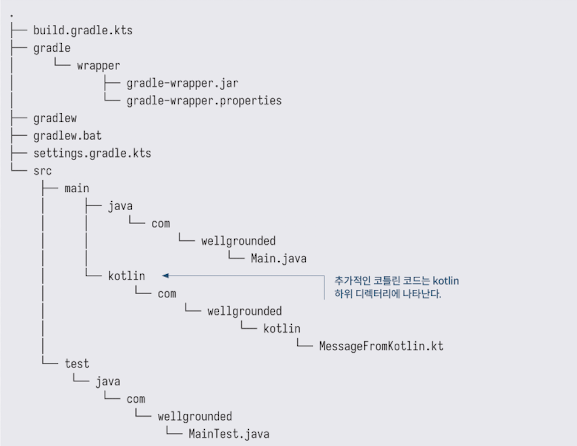 .
├── build.gradle.kts
├── gradle
│    └── wrapper
│         ├── gradle-wrapper.jar
│         └── gradle-wrapper.properties
├── gradlew
├── gradlew.bat
├── settings.gradle.kts
└── src
    ├── main
    │    ├── java
    │    │    └── com
    │    │         └── wellgrounded
    │    │              └── Main.java
    │    └── kotlin 추가적인 코틀린 코드는 kotlin
    │         └── com 하위 디렉터리에 나타난다.
    │              └── wellgrounded
    │                   └── kotlin
    │                        └── MessageFromKotlin.kt
    └── test
         └── java
              └── com
                   └── wellgrounded
                        └── MainTest.java